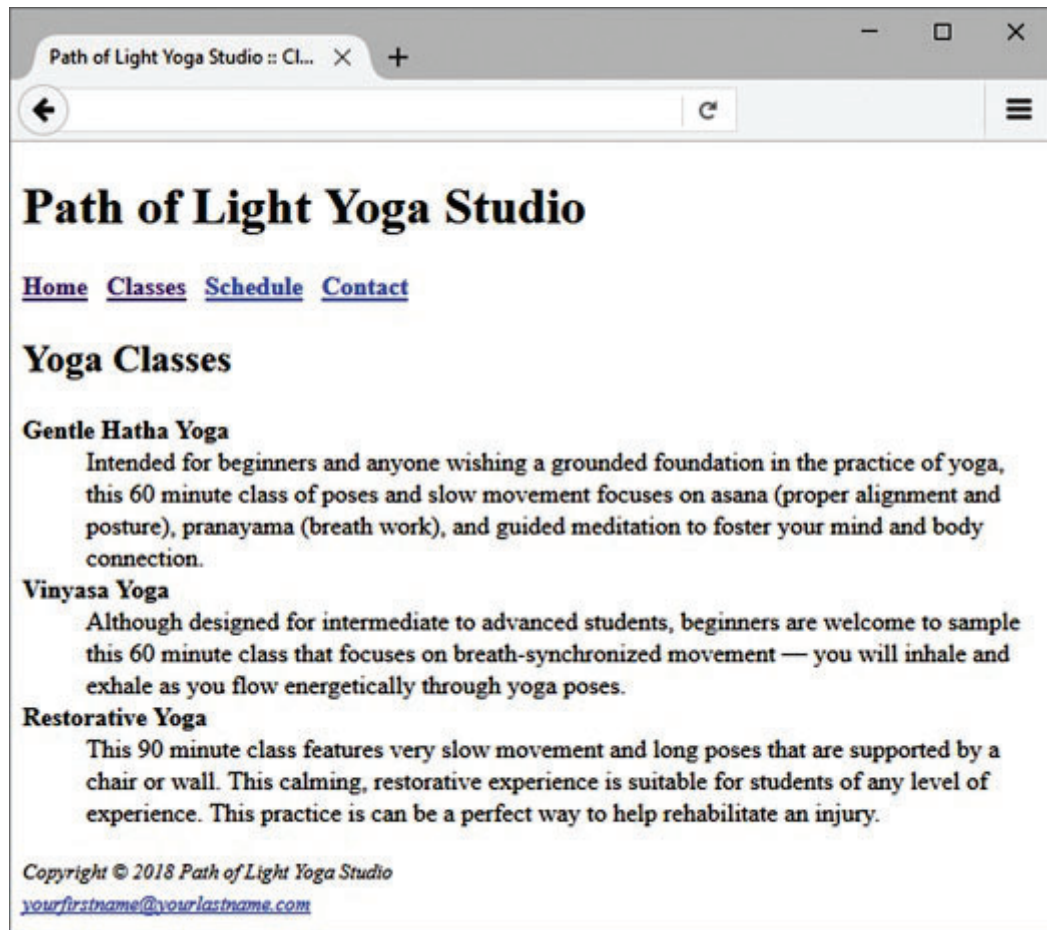 Path of Light Yoga Studio :: Cl...
Path of Light Yoga Studio
Home Classes Schedule Contact
Yoga Classes
Gentle Hatha Yoga
Intended for beginners and anyone wishing a grounded foundation in the practice of yoga,
this 60 minute class of poses and slow movement focuses on asana (proper alignment and
posture), pranayama (breath work), and guided meditation to foster your mind and body
connection.
Vinyasa Yoga
Although designed for intermediate to advanced students, beginners are welcome to sample
this 60 minute class that focuses on breath-synchronized movement — you will inhale and
exhale as you flow energetically through yoga poses.
Restorative Yoga
This 90 minute class features very slow movement and long poses that are supported by a
chair or wall. This calming, restorative experience is suitable for students of any level of
experience. This practice is can be a perfect way to help rehabilitate an injury.
Copyright © 2018 Path of Light Yoga Studio
yourfirstname@yourlastname.com